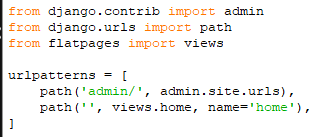 from django.contrib import admin
from django.urls import path
from flatpages import views

urlpatterns = [
    path('admin/', admin.site.urls),
    path('', views.home, name='home'),
]